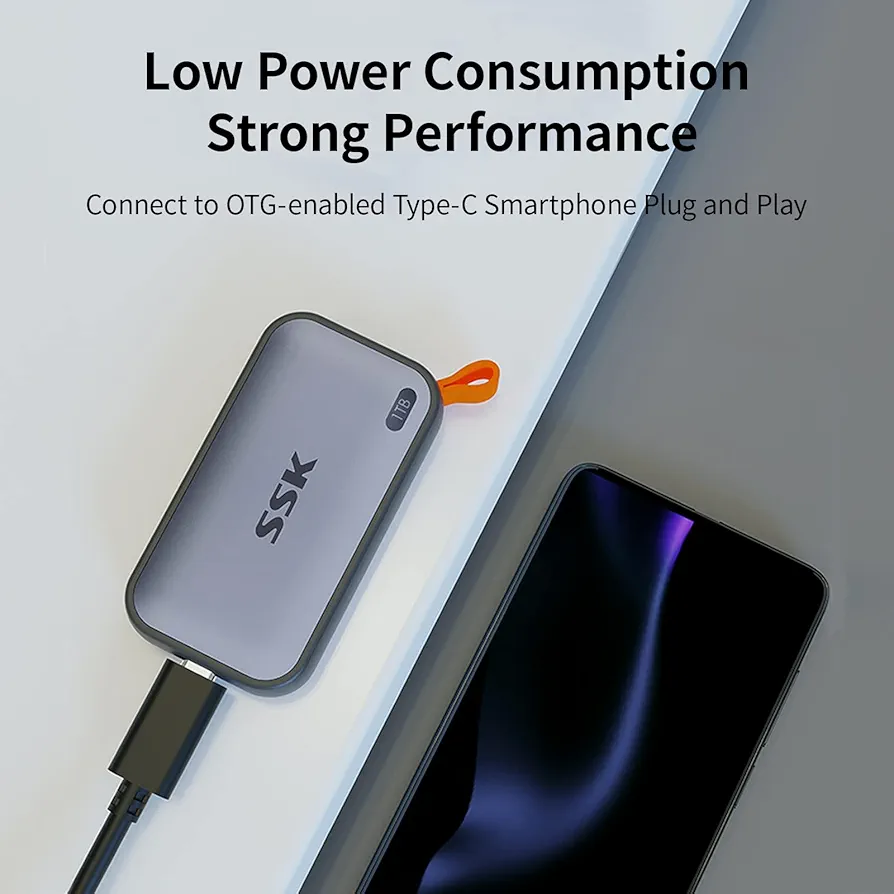 Low Power Consumption
Strong Performance
Connect to OTG-enabled Type-C Smartphone Plug and Play
1TB
SSK